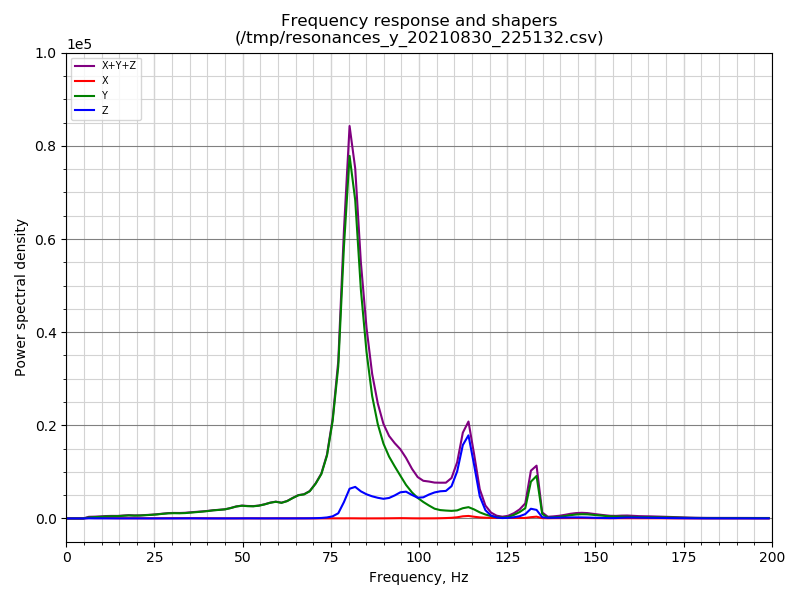 Frequency response and shapers
(/tmp/resonances_y_20210830_225132.csv)
1e5
X+Y+Z
X
Y
Z
1.0
0.8
0.6
0.4
0.2
0.0
Power spectral density
0 25 50 75 100 125 150 175 200
Frequency, Hz